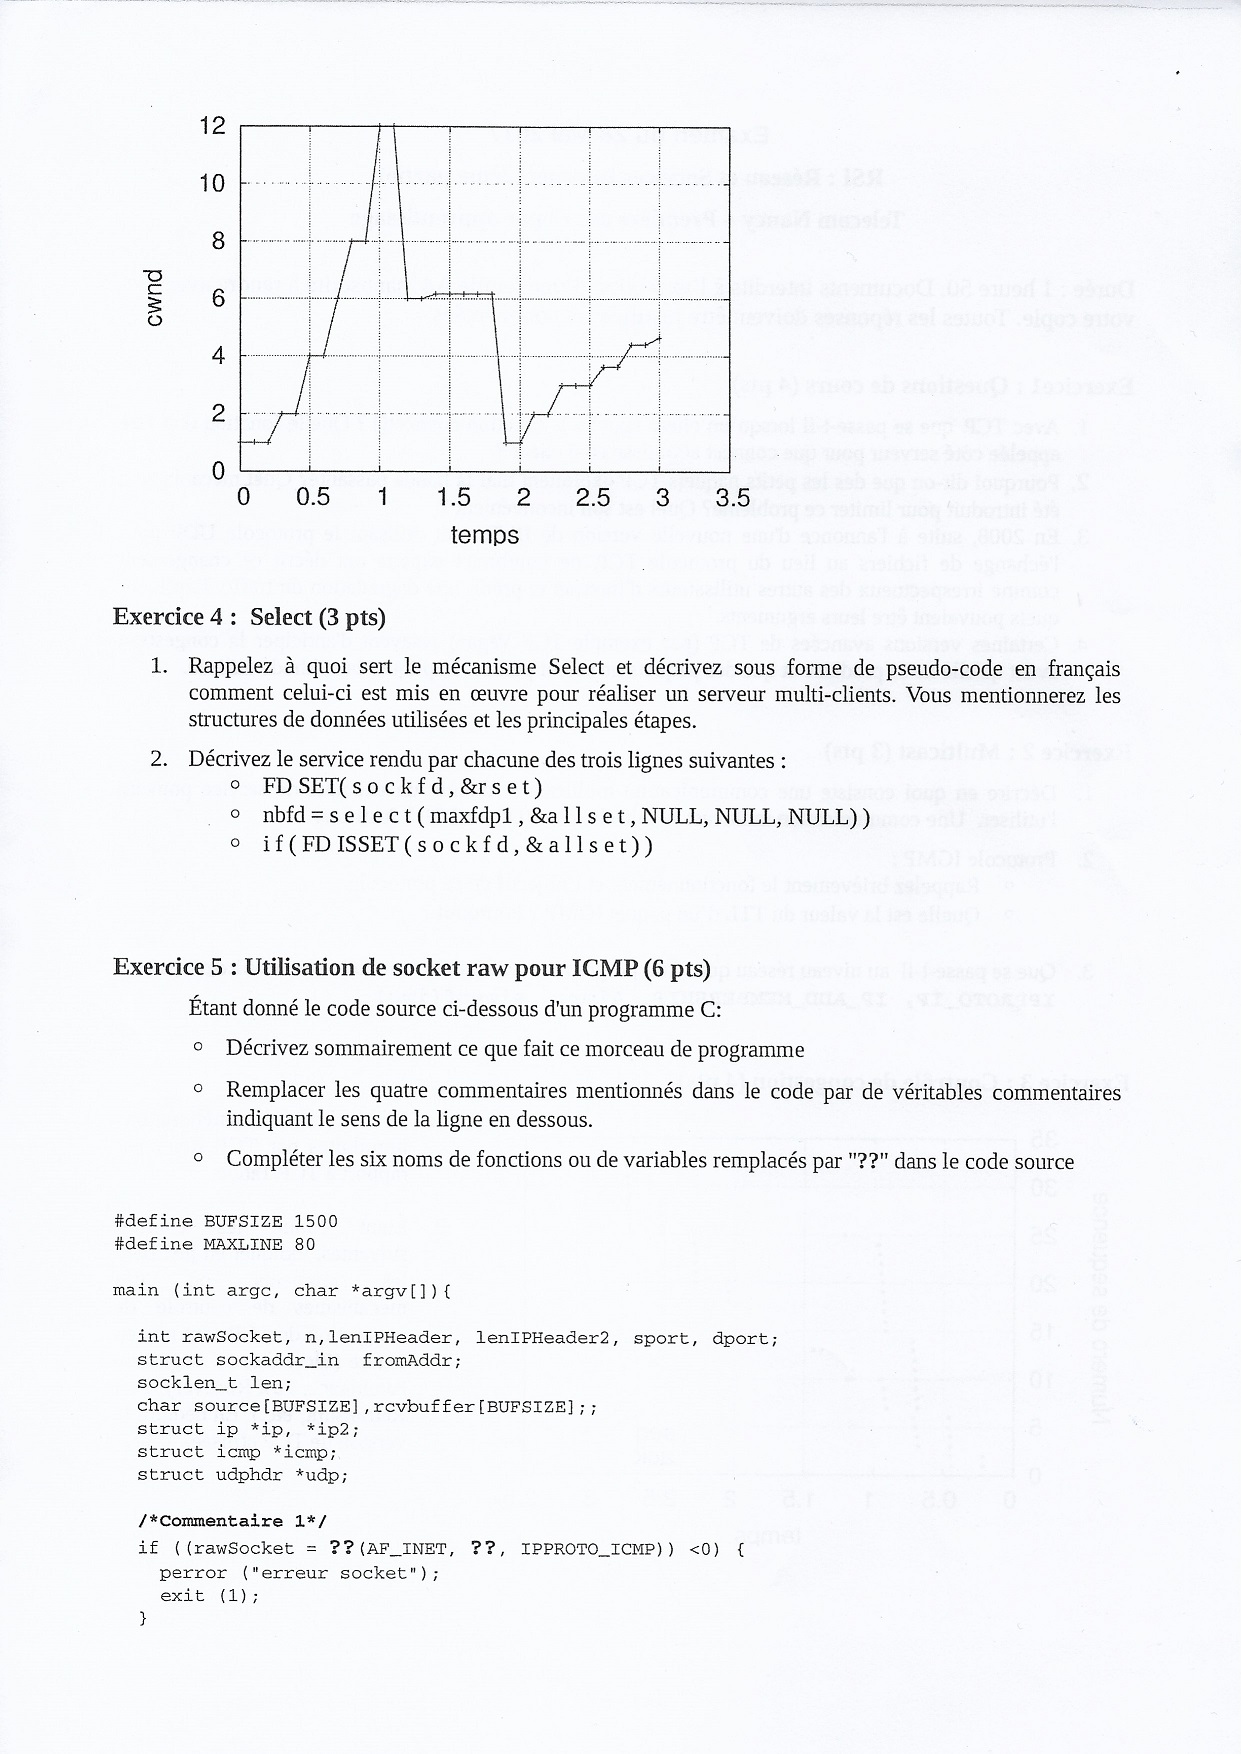 12
10
8
6
4
2
0
cwnd
0 0.5 1 1.5 2 2.5 3 3.5
temps
Exercice 4 : Select (3 pts)
1. Rappelez à quoi sert le mécanisme Select et décrivez sous forme de pseudo-code en français
comment celui-ci est mis en œuvre pour réaliser un serveur multi-clients. Vous mentionnerez les
structures de données utilisées et les principales étapes.
2. Décrivez le service rendu par chacune des trois lignes suivantes :
○ FD SET( s o c k f d , &r s e t )
○ nbfd = s e l e c t ( maxfdp1 , &a l l s e t , NULL, NULL, NULL) )
○ i f ( FD ISSET ( s o c k f d , & a l l s e t ) )
Exercice 5 : Utilisation de socket raw pour ICMP (6 pts)
Étant donné le code source ci-dessous d'un programme C:
○ Décrivez sommairement ce que fait ce morceau de programme
○ Remplacer les quatre commentaires mentionnés dans le code par de véritables commentaires
indiquant le sens de la ligne en dessous.
○ Compléter les six noms de fonctions ou de variables remplacés par "??" dans le code source
#define BUFSIZE 1500
#define MAXLINE 80
main (int argc, char *argv[]){
int rawSocket, n,lenIPHeader, lenIPHeader2, sport, dport;
struct sockaddr_in fromAddr;
socklen_t len;
char source[BUFSIZE],rcvbuffer[BUFSIZE];;
struct ip *ip, *ip2;
struct icmp *icmp;
struct udphdr *udp;
/*Commentaire 1*/
if ((rawSocket = ??(AF_INET, ??, IPPROTO_ICMP)) <0) {
perror ("erreur socket");
exit (1);
}